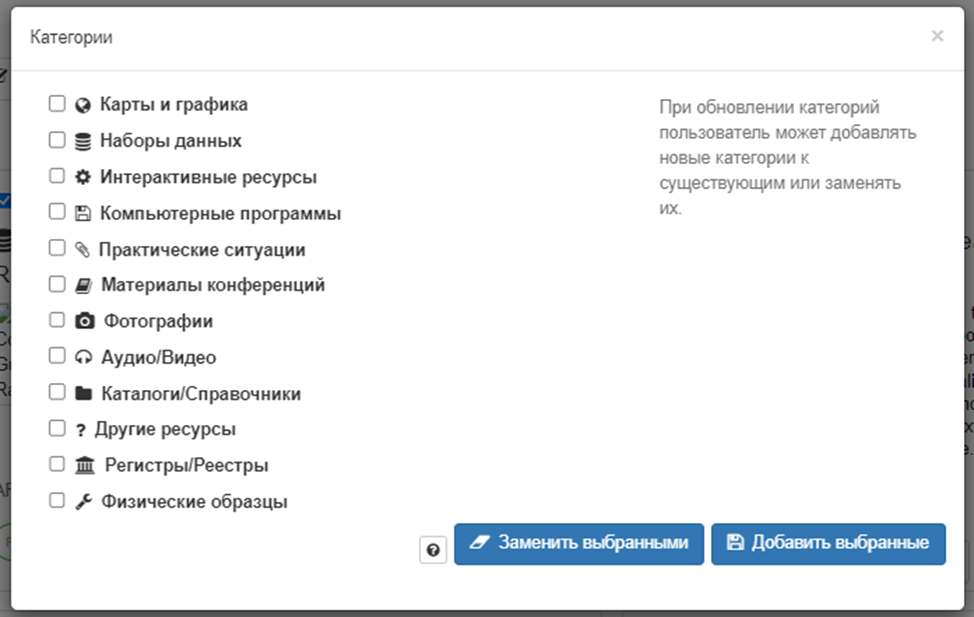 Категории
×
Карты и графика
Наборы данных
Интерактивные ресурсы
Компьютерные программы
Практические ситуации
Материалы конференций
Фотографии
Аудио/Видео
Каталоги/Справочники
? Другие ресурсы
Регистры/Реестры
Физические образцы
При обновлении категорий
пользователь может добавлять
новые категории к
существующим или заменять
их.
?
Заменить выбранными
Добавить выбранные